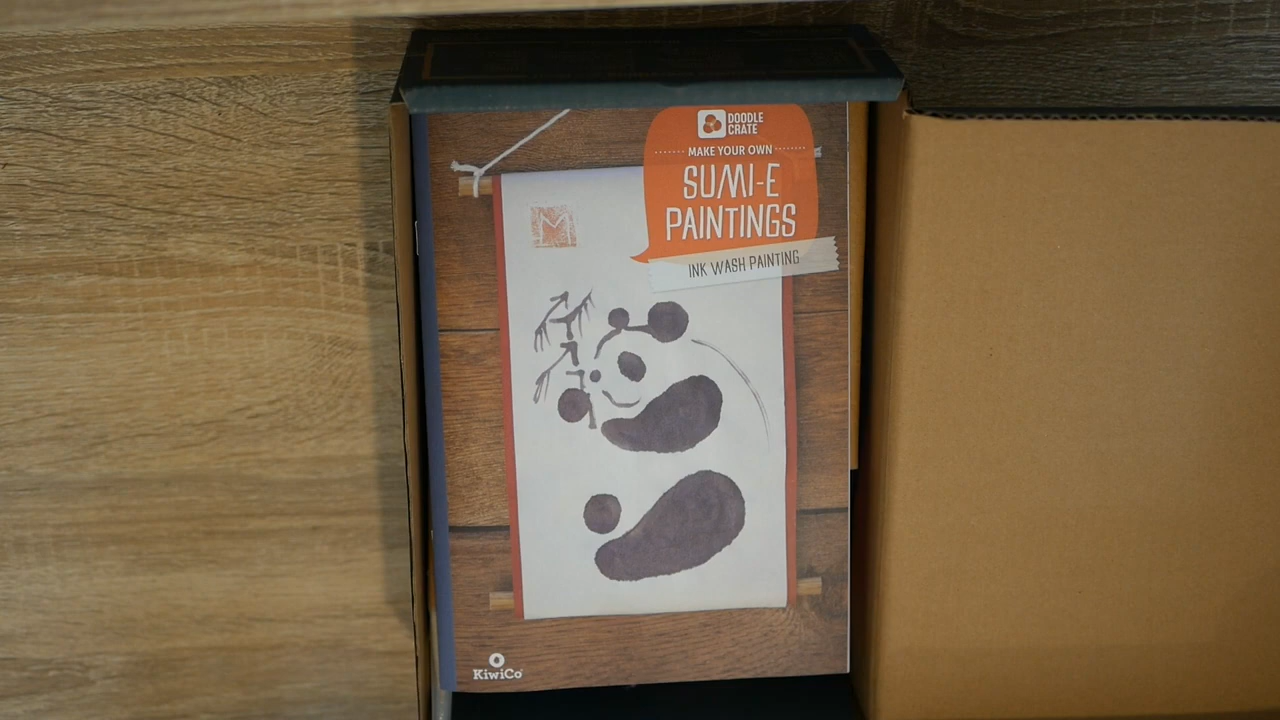 DOODLE
CRATE
MAKE YOUR OWN
SUMI-E
PAINTINGS
INK WASH PAINTING
M
KiwiCo